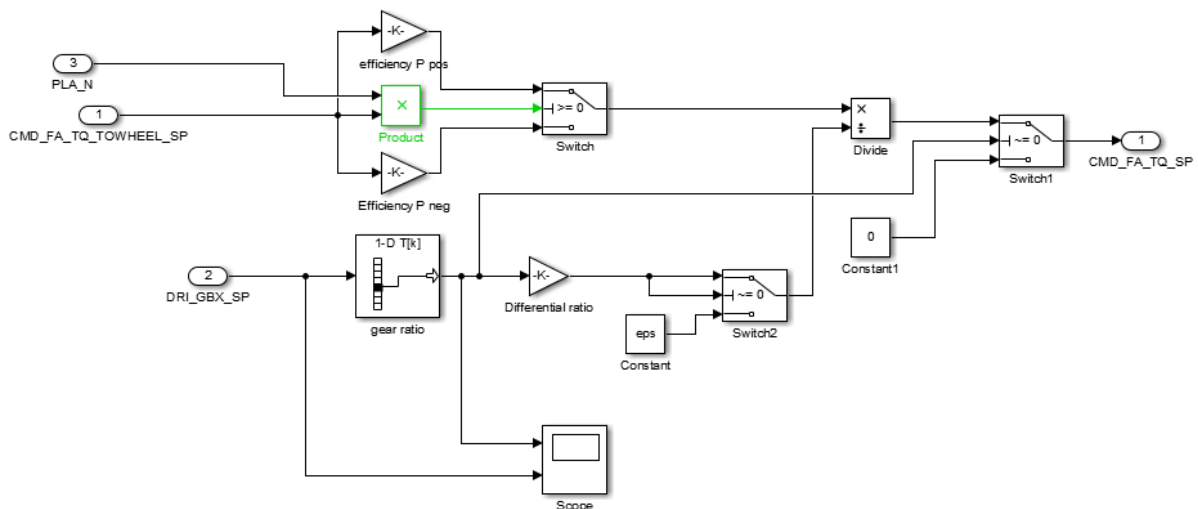 -K-
efficiency P pos
3
PLA_N
1
CMD_FA_TQ_TOWHEEL_SP
×
Product
>= 0
Switch
-K-
Efficiency P neg
×
÷
Divide
~= 0
Switch1
1
CMD_FA_TQ_SP
0
Constant1
2
DRI_GBX_SP
1-D T[k]
gear ratio
-K-
Differential ratio
~= 0
Switch2
eps
Constant
Scope